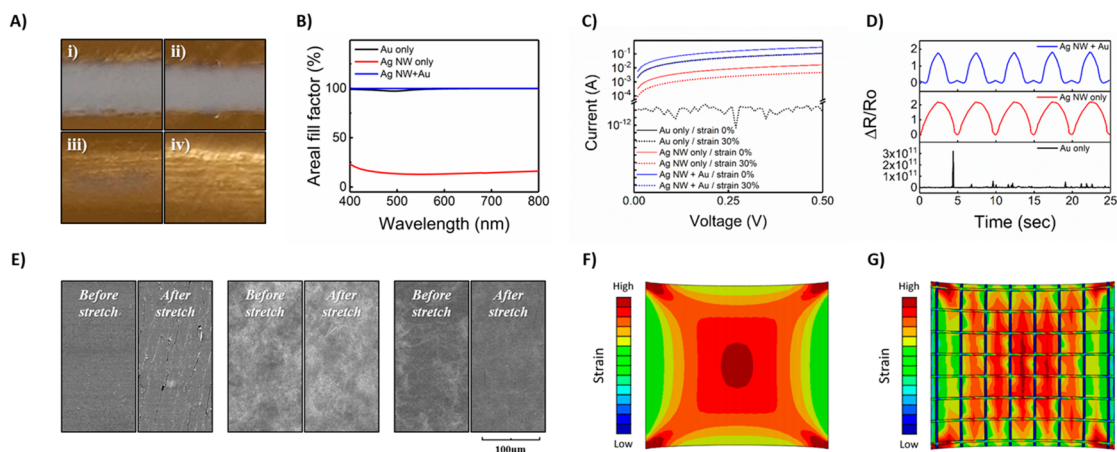 A)
i)
ii)
iii)
iv)
B)
Areal fill factor (%)
100
50
0
400
500
600
700
800
Wavelength (nm)
Au only
Ag NW only
Ag NW+Au
C)
Current (A)
10⁻¹
10⁻²
10⁻³
10⁻⁴
10⁻¹²
Au only / strain 0%
Au only / strain 30%
Ag NW only / strain 0%
Ag NW only / strain 30%
Ag NW + Au / strain 0%
Ag NW + Au / strain 30%
0.00
0.25
0.50
Voltage (V)
D)
ΔR/Ro
2
1
0
Ag NW + Au
2
1
0
Ag NW only
3x10¹¹
2x10¹¹
1x10¹¹
Au only
0
5
10
15
20
25
Time (sec)
E)
Before stretch
After stretch
Before stretch
After stretch
Before stretch
After stretch
100μm
F)
High
Strain
Low
G)
High
Strain
Low